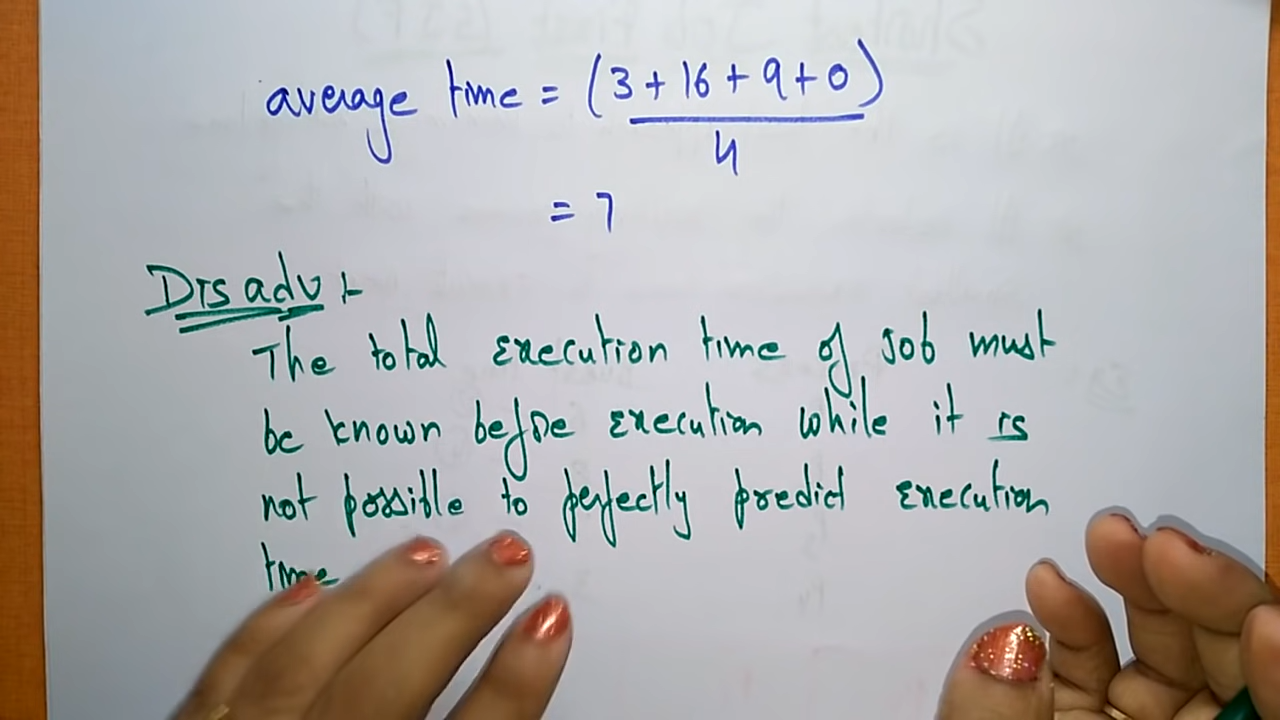 average time = (3+16+9+0)
4
= 7
Disadv :-
The total execution time of job must
be known before execution while it is
not possible to perfectly predict execution
time